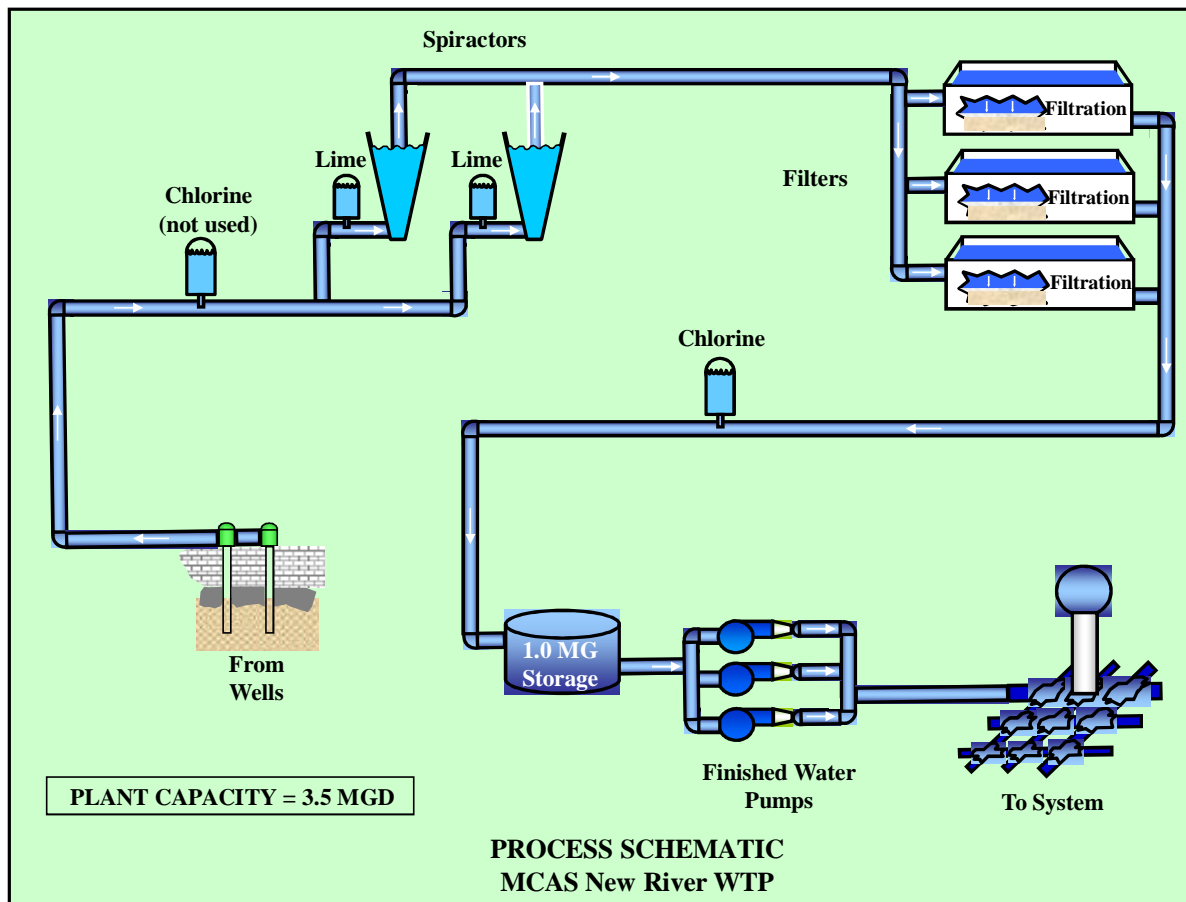 Spiractors
Lime
Lime
Chlorine
(not used)
Filtration
Filters
Filtration
Filtration
Chlorine
From
Wells
1.0 MG
Storage
Finished Water
Pumps
To System
PLANT CAPACITY = 3.5 MGD
PROCESS SCHEMATIC
MCAS New River WTP